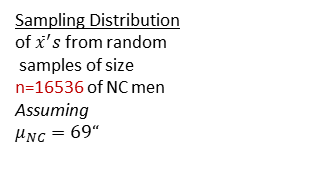 Sampling Distribution
of x̄'s from random
samples of size
n=16536 of NC men
Assuming
μNC = 69“